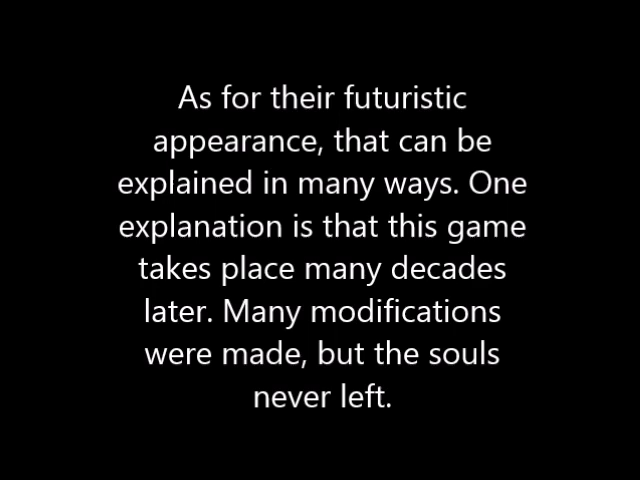 As for their futuristic
appearance, that can be
explained in many ways. One
explanation is that this game
takes place many decades
later. Many modifications
were made, but the souls
never left.